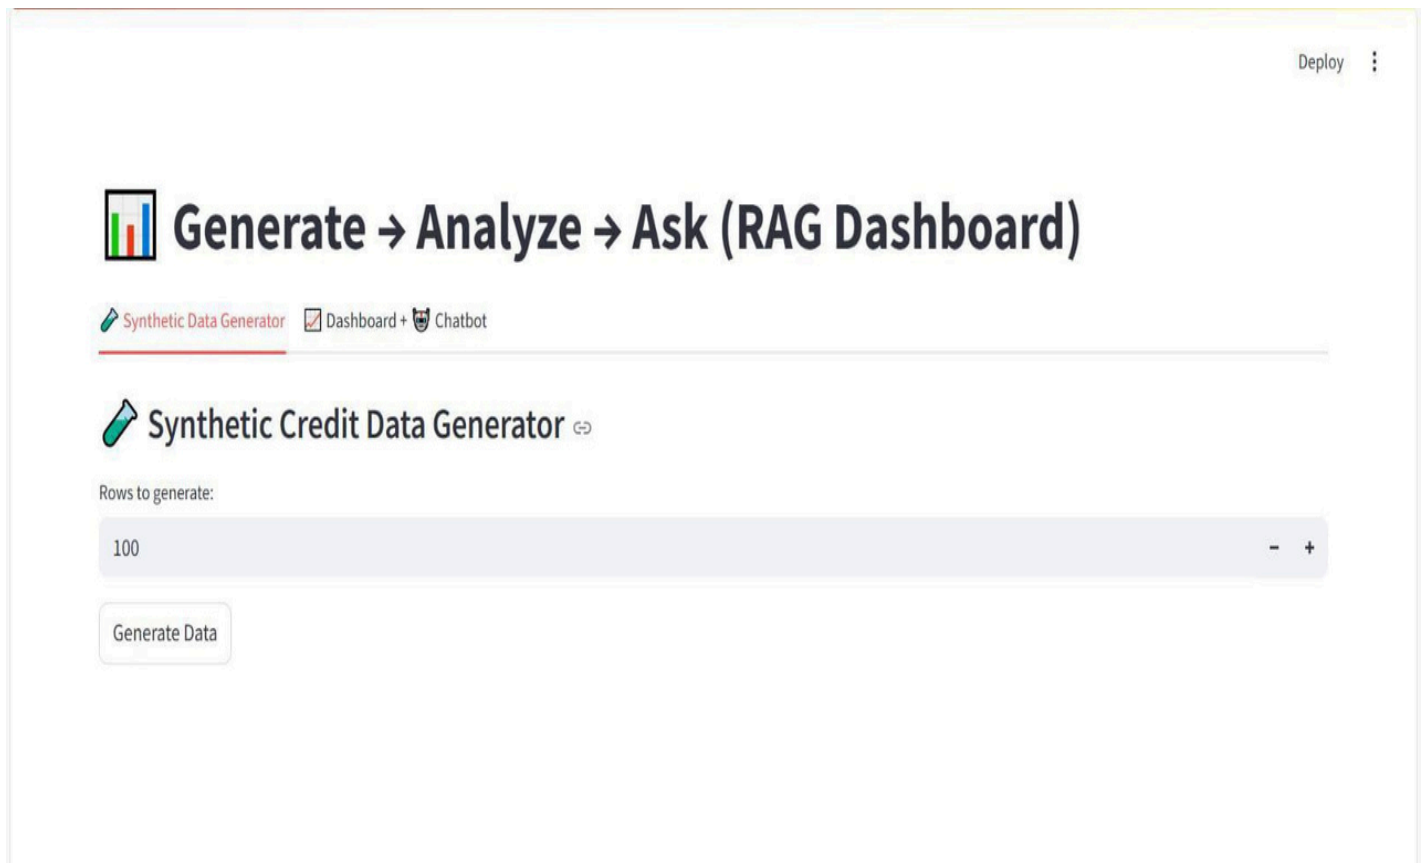 Deploy
Generate → Analyze → Ask (RAG Dashboard)
Synthetic Data Generator Dashboard + Chatbot
Synthetic Credit Data Generator
Rows to generate:
100 - +
Generate Data